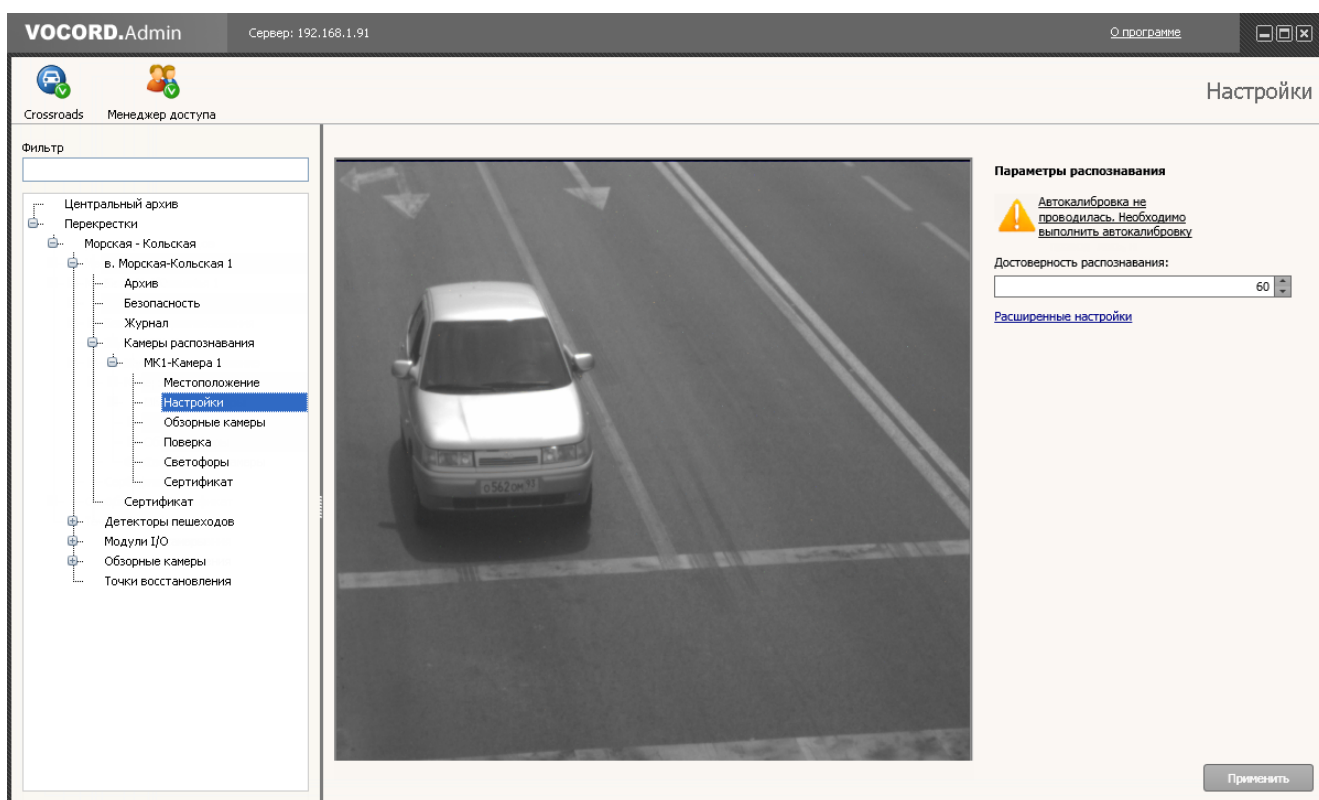 VOCORD.Admin
Сервер: 192.168.1.91
О программе
Crossroads
Менеджер доступа
Настройки
Фильтр
Центральный архив
Перекрестки
Морская - Кольская
в. Морская-Кольская 1
Архив
Безопасность
Журнал
Камеры распознавания
МК1-Камера 1
Местоположение
Настройки
Обзорные камеры
Поверка
Светофоры
Сертификат
Сертификат
Детекторы пешеходов
Модули I/O
Обзорные камеры
Точки восстановления
о562ом 93
Параметры распознавания
Автокалибровка не
проводилась. Необходимо
выполнить автокалибровку
Достоверность распознавания:
60
Расширенные настройки
Применить